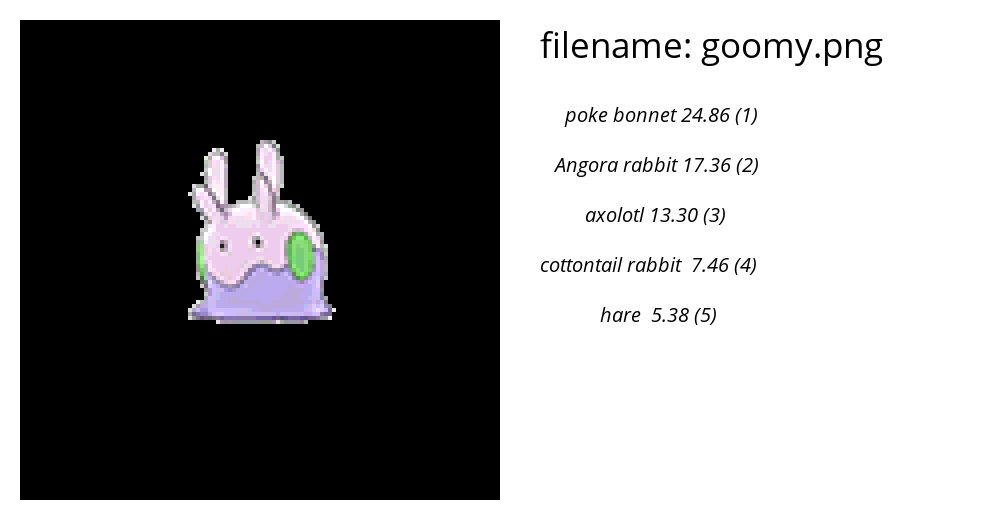 filename: goomy.png
poke bonnet 24.86 (1)
Angora rabbit 17.36 (2)
axolotl 13.30 (3)
cottontail rabbit  7.46 (4)
hare  5.38 (5)